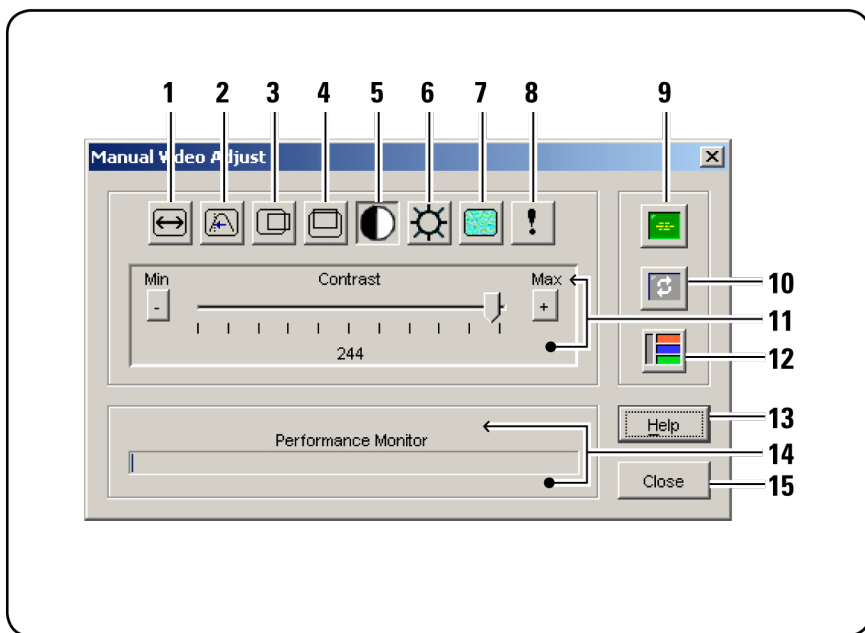 1 2 3 4 5 6 7 8 9
Manual Video Adjust
Min Contrast Max
- +
244
10
11
12
Help 13
Performance Monitor
14
Close 15